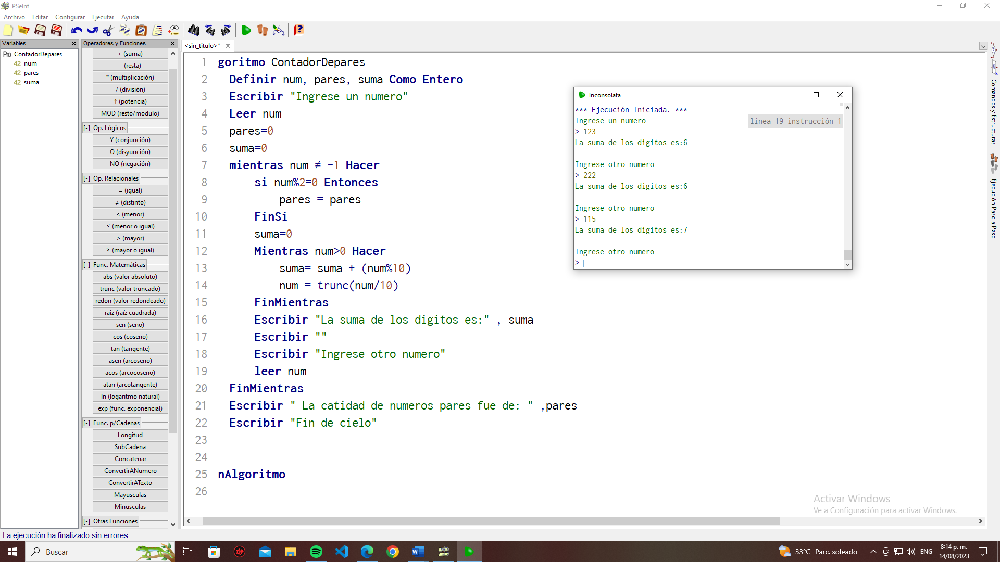 PSeInt
Archivo Editar Configurar Ejecutar Ayuda
Variables
Pro ContadorDepares
42 num
42 pares
42 suma
Operadores y Funciones
+ (suma)
- (resta)
* (multiplicación)
/ (división)
↑ (potencia)
MOD (resto/modulo)
[-] Op. Lógicos
Y (conjunción)
O (disyunción)
NO (negación)
[-] Op. Relacionales
= (igual)
≠ (distinto)
< (menor)
≤ (menor o igual)
> (mayor)
≥ (mayor o igual)
[-] Func. Matemáticas
abs (valor absoluto)
trunc (valor truncado)
redon (valor redondeado)
raiz (raíz cuadrada)
sen (seno)
cos (coseno)
tan (tangente)
asen (arcoseno)
acos (arcocoseno)
atan (arcotangente)
ln (logaritmo natural)
exp (func. exponencial)
[-] Func. p/Cadenas
Longitud
SubCadena
Concatenar
ConvertirANumero
ConvertirATexto
Mayusculas
Minusculas
[-] Otras Funciones
<sin_titulo>*
1 goritmo ContadorDepares
2 Definir num, pares, suma Como Entero
3 Escribir "Ingrese un numero"
4 Leer num
5 pares=0
6 suma=0
7 mientras num ≠ -1 Hacer
8 si num%2=0 Entonces
9 pares = pares
10 FinSi
11 suma=0
12 Mientras num>0 Hacer
13 suma= suma + (num%10)
14 num = trunc(num/10)
15 FinMientras
16 Escribir "La suma de los digitos es:" , suma
17 Escribir ""
18 Escribir "Ingrese otro numero"
19 leer num
20 FinMientras
21 Escribir " La catidad de numeros pares fue de: " ,pares
22 Escribir "Fin de cielo"
23
24
25 nAlgoritmo
26
Inconsolata
*** Ejecución Iniciada. ***
Ingrese un numero
línea 19 instrucción 1
> 123
La suma de los digitos es:6
Ingrese otro numero
> 222
La suma de los digitos es:6
Ingrese otro numero
> 115
La suma de los digitos es:7
Ingrese otro numero
>
Comandos y Estructuras
Ejecución Paso a Paso
Activar Windows
Ve a Configuración para activar Windows.
La ejecución ha finalizado sin errores.
Buscar
33°C Parc. soleado
ENG
8:14 p. m.
14/08/2023